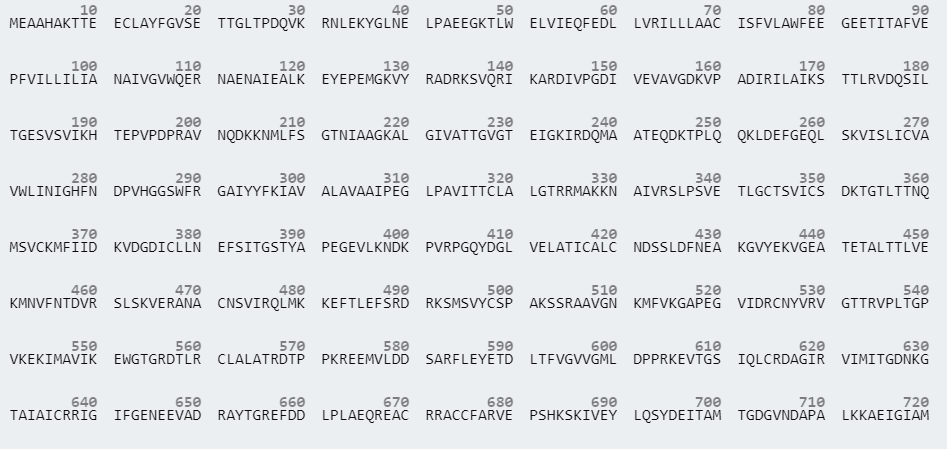 10 20 30 40 50 60 70 80 90
MEAAHAKTTE ECLAYFGVSE TTGLTPDQVK RNLEKYGLNE LPAEEGKTLW ELVIEQFEDL LVRILLLAAC ISFVLAWFEE GEETITAFVE
100 110 120 130 140 150 160 170 180
PFVILLILIA NAIVGVWQER NAENAIEALK EYEPEMGKVY RADRKSVQRI KARDIVPGDI VEVAVGDKVP ADIRILAIKS TTLRVDQSIL
190 200 210 220 230 240 250 260 270
TGESVSVIKH TEPVPDPRAV NQDKKNMLFS GTNIAAGKAL GIVATTGVGT EIGKIRDQMA ATEQDKTPLQ QKLDEFGEQL SKVISLICVA
280 290 300 310 320 330 340 350 360
VWLINIGHFN DPVHGGSWFR GAIYYFKIAV ALAVAAIPEG LPAVITTCLA LGTRRMAKKN AIVRSLPSVE TLGCTSVICS DKTGTLTTNQ
370 380 390 400 410 420 430 440 450
MSVCKMFIID KVDGDICLLN EFSITGSTYA PEGEVLKNDK PVRPGQYDGL VELATICALC NDSSLDFNEA KGVYEKVGEA TETALTTLVE
460 470 480 490 500 510 520 530 540
KMNVFNTDVR SLSKVERANA CNSVIRQLMK KEFTLEFSRD RKSMSVYCSP AKSSRAAVGN KMFVKGAPEG VIDRCNYVRV GTTRVPLTGP
550 560 570 580 590 600 610 620 630
VKEKIMAVIK EWGTGRDTLR CLALATRDTP PKREEMVLDD SARFLEYETD LTFVGVVGML DPPRKEVTGS IQLCRDAGIR VIMITGDNKG
640 650 660 670 680 690 700 710 720
TAIAICRRIG IFGENEEVAD RAYTGREFDD LPLAEQREAC RRACCFARVE PSHKSKIVEY LQSYDEITAM TGDGVNDAPA LKKAEIGIAM